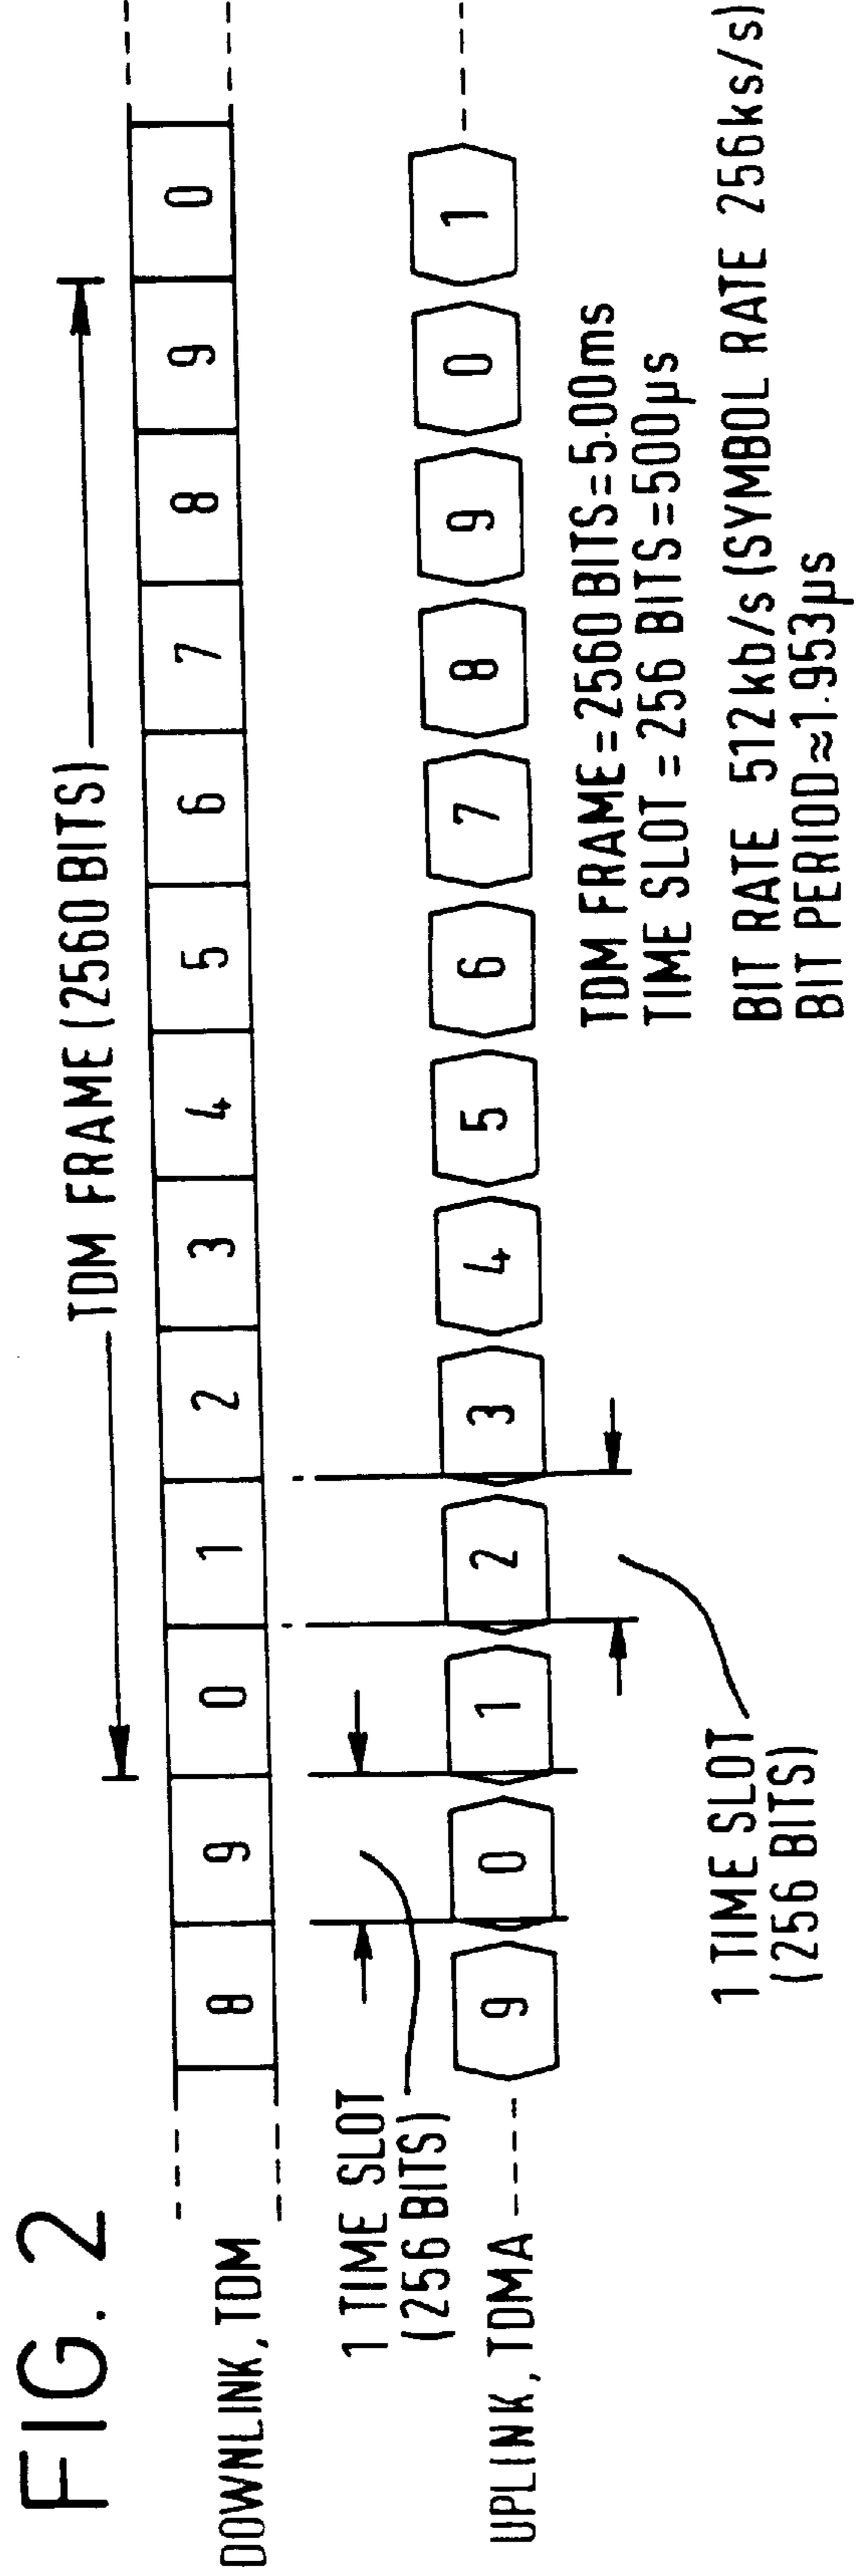 FIG. 2
TDM FRAME (2560 BITS)
DOWNLINK, TDM
8 9 0 1 2 3 4 5 6 7 8 9 0
1 TIME SLOT
(256 BITS)
UPLINK, TDMA
9 0 1 2 3 4 5 6 7 8 9 0 1
1 TIME SLOT
(256 BITS)
TDM FRAME = 2560 BITS = 5·00ms
TIME SLOT = 256 BITS = 500µs
BIT RATE 512kb/s (SYMBOL RATE 256ks/s)
BIT PERIOD ≈ 1·953µs